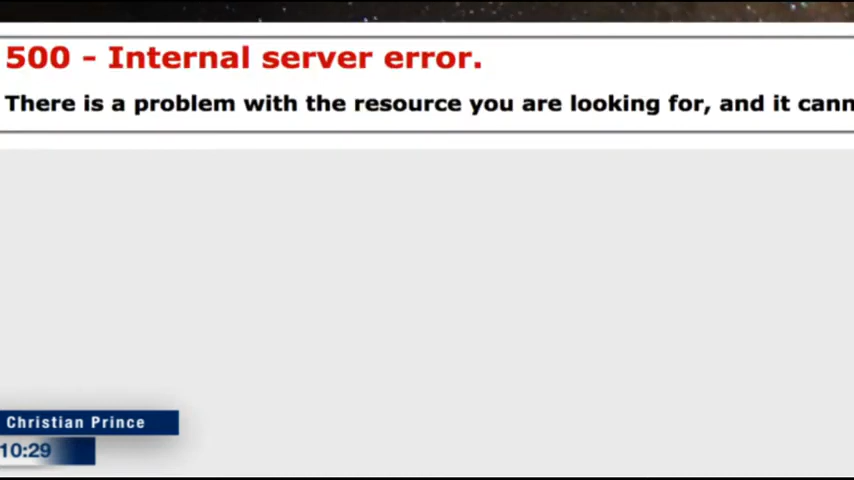 500 - Internal server error.
There is a problem with the resource you are looking for, and it cann
Christian Prince
10:29